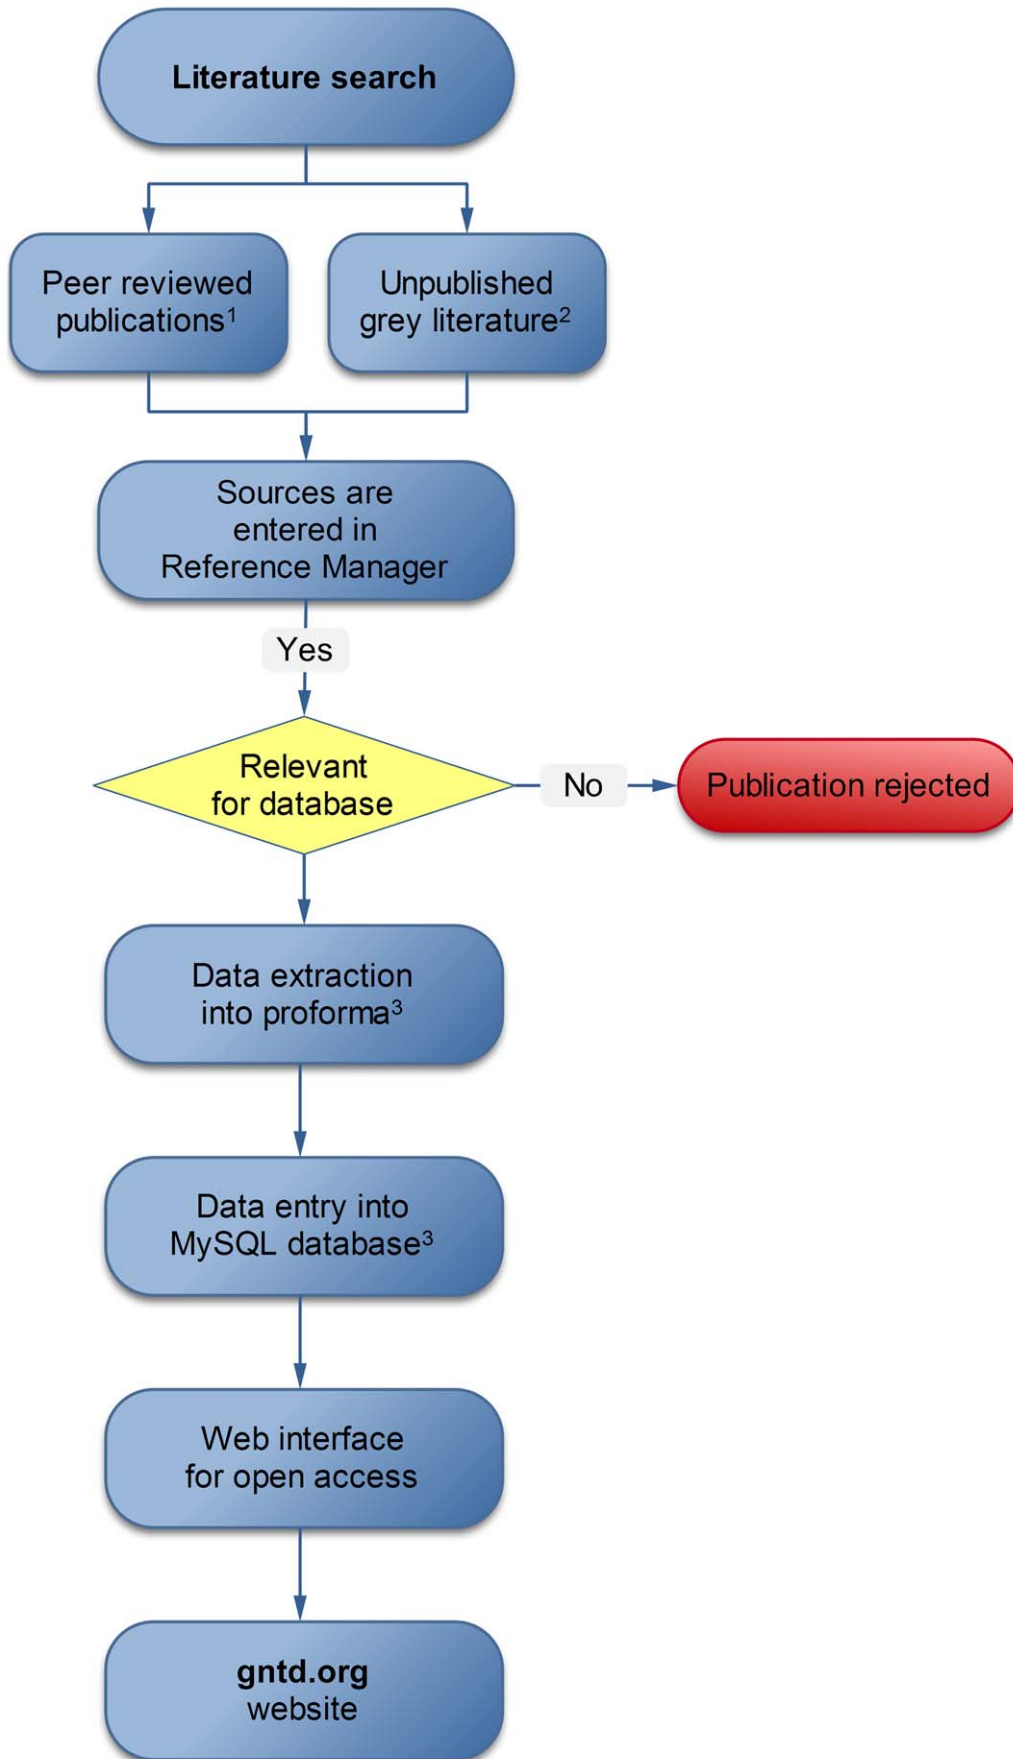 Literature search
Peer reviewed
publications¹
Unpublished
grey literature²
Sources are
entered in
Reference Manager
Yes
Relevant
for database
No
Publication rejected
Data extraction
into proforma³
Data entry into
MySQL database³
Web interface
for open access
gntd.org
website